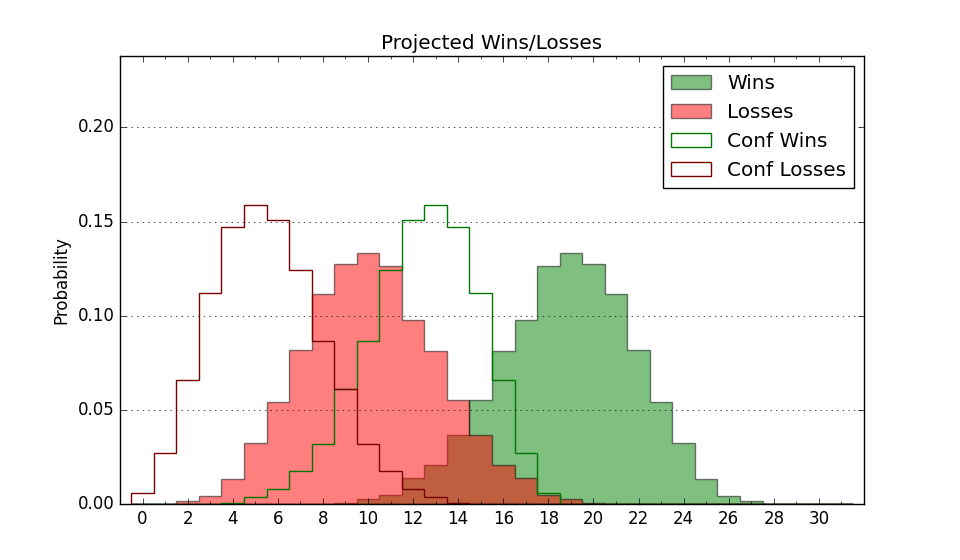 Projected Wins/Losses
Wins
Losses
Conf Wins
Conf Losses
Probability
0.20
0.15
0.10
0.05
0.00
0 2 4 6 8 10 12 14 16 18 20 22 24 26 28 30